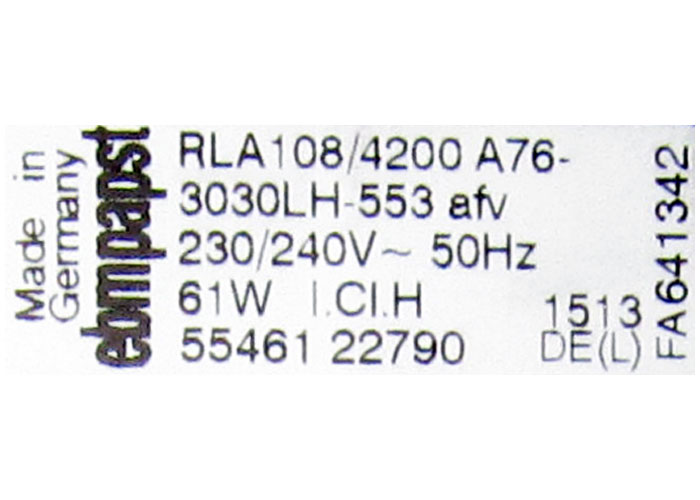 Made in
Germany
ebmpapst
RLA108/4200 A76-
3030LH-553 afv
230/240V~ 50Hz
61W I.Cl.H
55461 22790
1513
DE(L)
FA641342